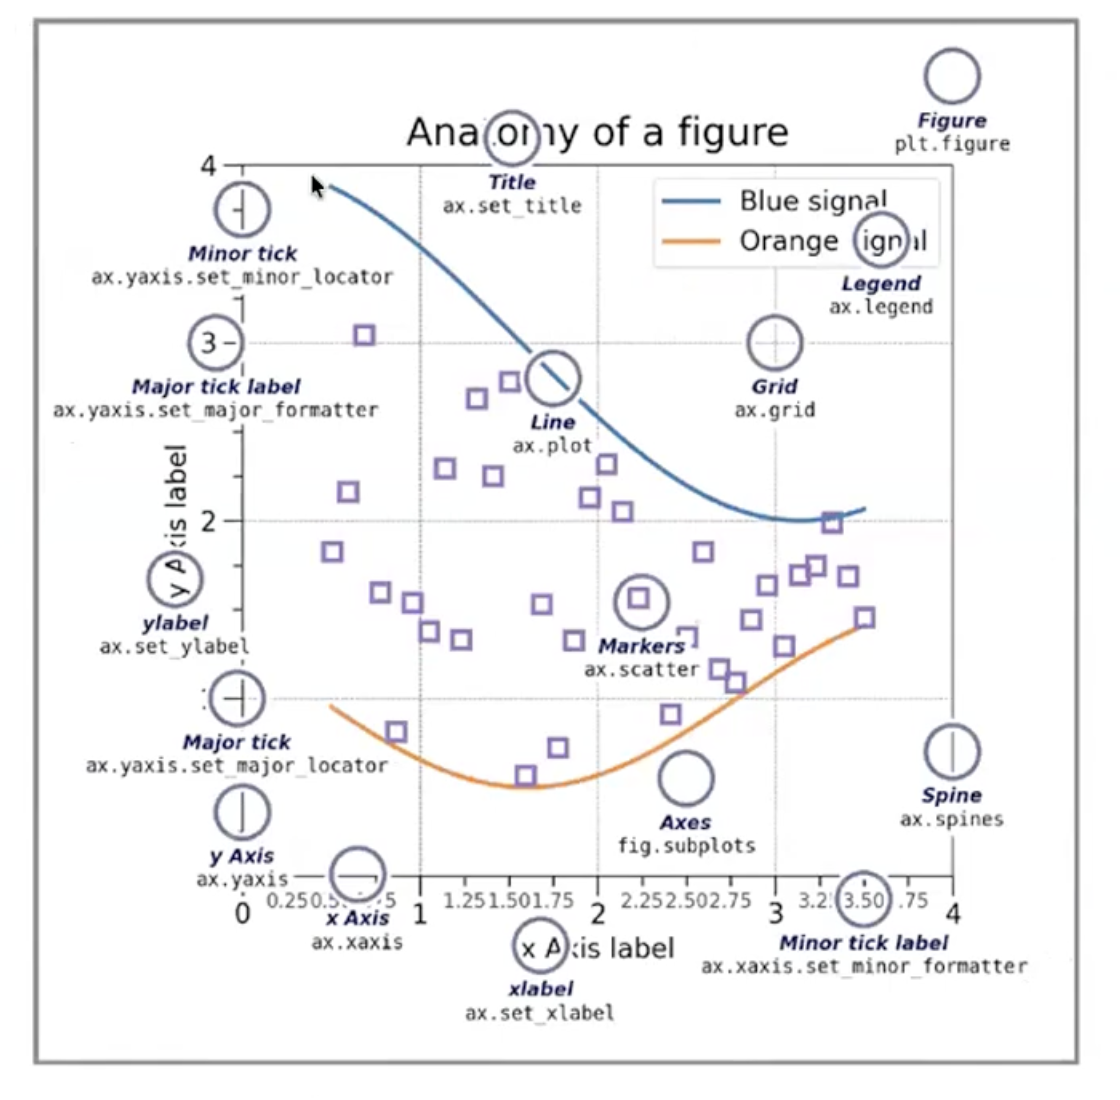 Figure
plt.figure
Anatomy of a figure
Title
ax.set_title
4
Blue signal
Orange signal
Legend
ax.legend
Minor tick
ax.yaxis.set_minor_locator
3
Major tick label
ax.yaxis.set_major_formatter
Grid
ax.grid
Line
ax.plot
y Axis label
2
ylabel
ax.set_ylabel
Markers
ax.scatter
Major tick
ax.yaxis.set_major_locator
Spine
ax.spines
Axes
fig.subplots
y Axis
ax.yaxis
0 0.25 1 1.25 1.50 1.75 2 2.25 2.50 2.75 3 3.50 4
x Axis
ax.xaxis
x Axis label
Minor tick label
ax.xaxis.set_minor_formatter
xlabel
ax.set_xlabel